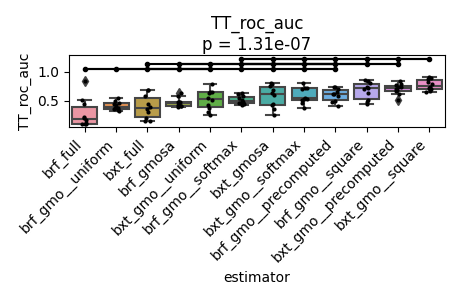 TT_roc_auc
p = 1.31e-07
TT_roc_auc
1.0
0.5
brf_full
brf_gmo__uniform
bxt_full
brf_gmosa
bxt_gmo__uniform
brf_gmo__softmax
bxt_gmosa
bxt_gmo__softmax
brf_gmo__precomputed
brf_gmo__square
bxt_gmo__precomputed
bxt_gmo__square
estimator